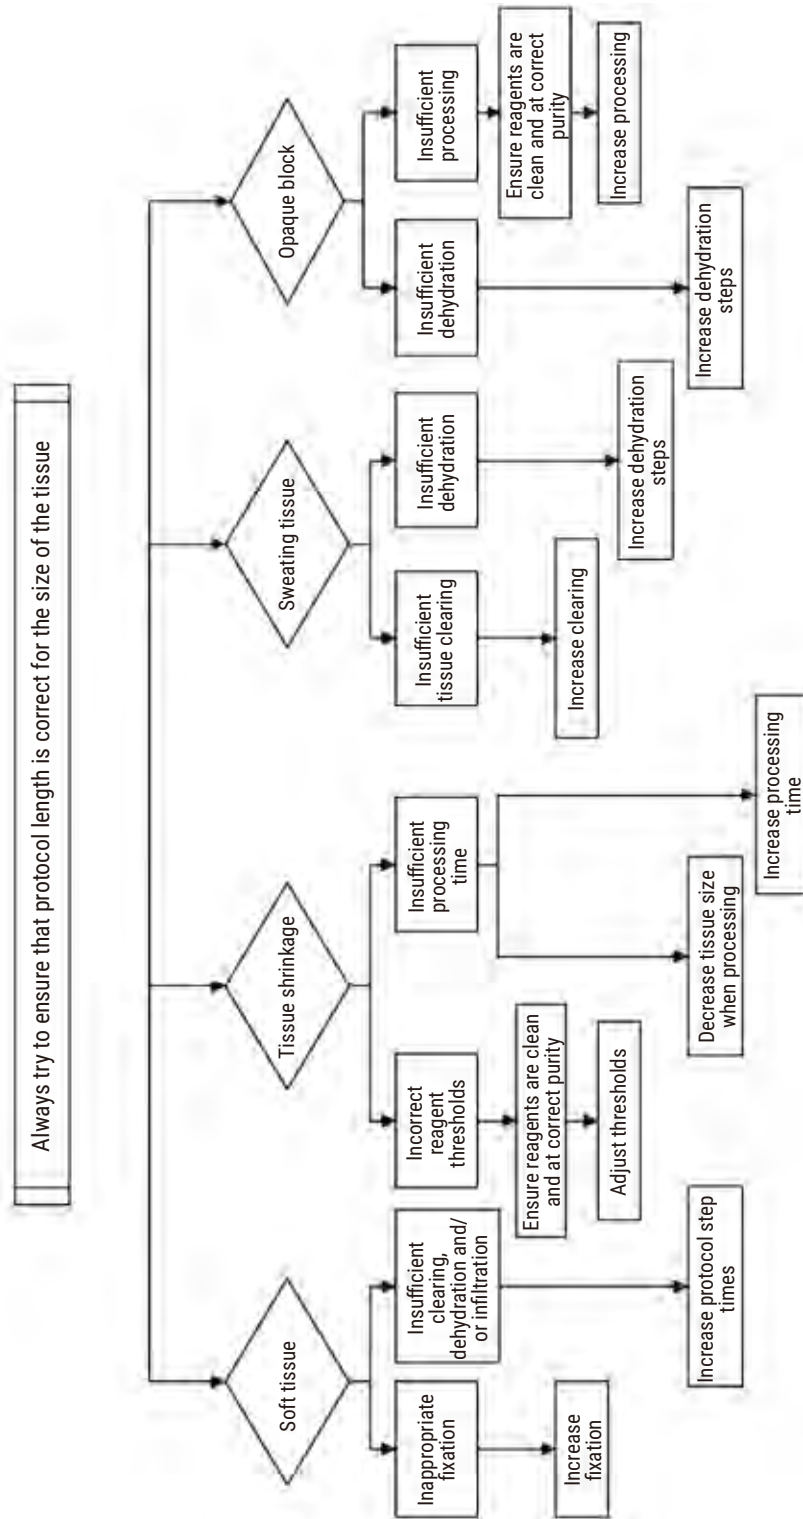 Always try to ensure that protocol length is correct for the size of the tissue
Soft tissue
Tissue shrinkage
Sweating tissue
Opaque block
Inappropriate
fixation
Insufficient
clearing,
dehydration and/
or infiltration
Incorrect
reagent
thresholds
Insufficient
processing
time
Insufficient
tissue clearing
Insufficient
dehydration
Insufficient
dehydration
Insufficient
processing
Increase
fixation
Increase protocol step
times
Ensure reagents are clean
and at correct purity
Adjust thresholds
Decrease tissue size
when processing
Increase processing
time
Increase clearing
Increase dehydration
steps
Increase dehydration
steps
Ensure reagents are
clean and at correct
purity
Increase processing